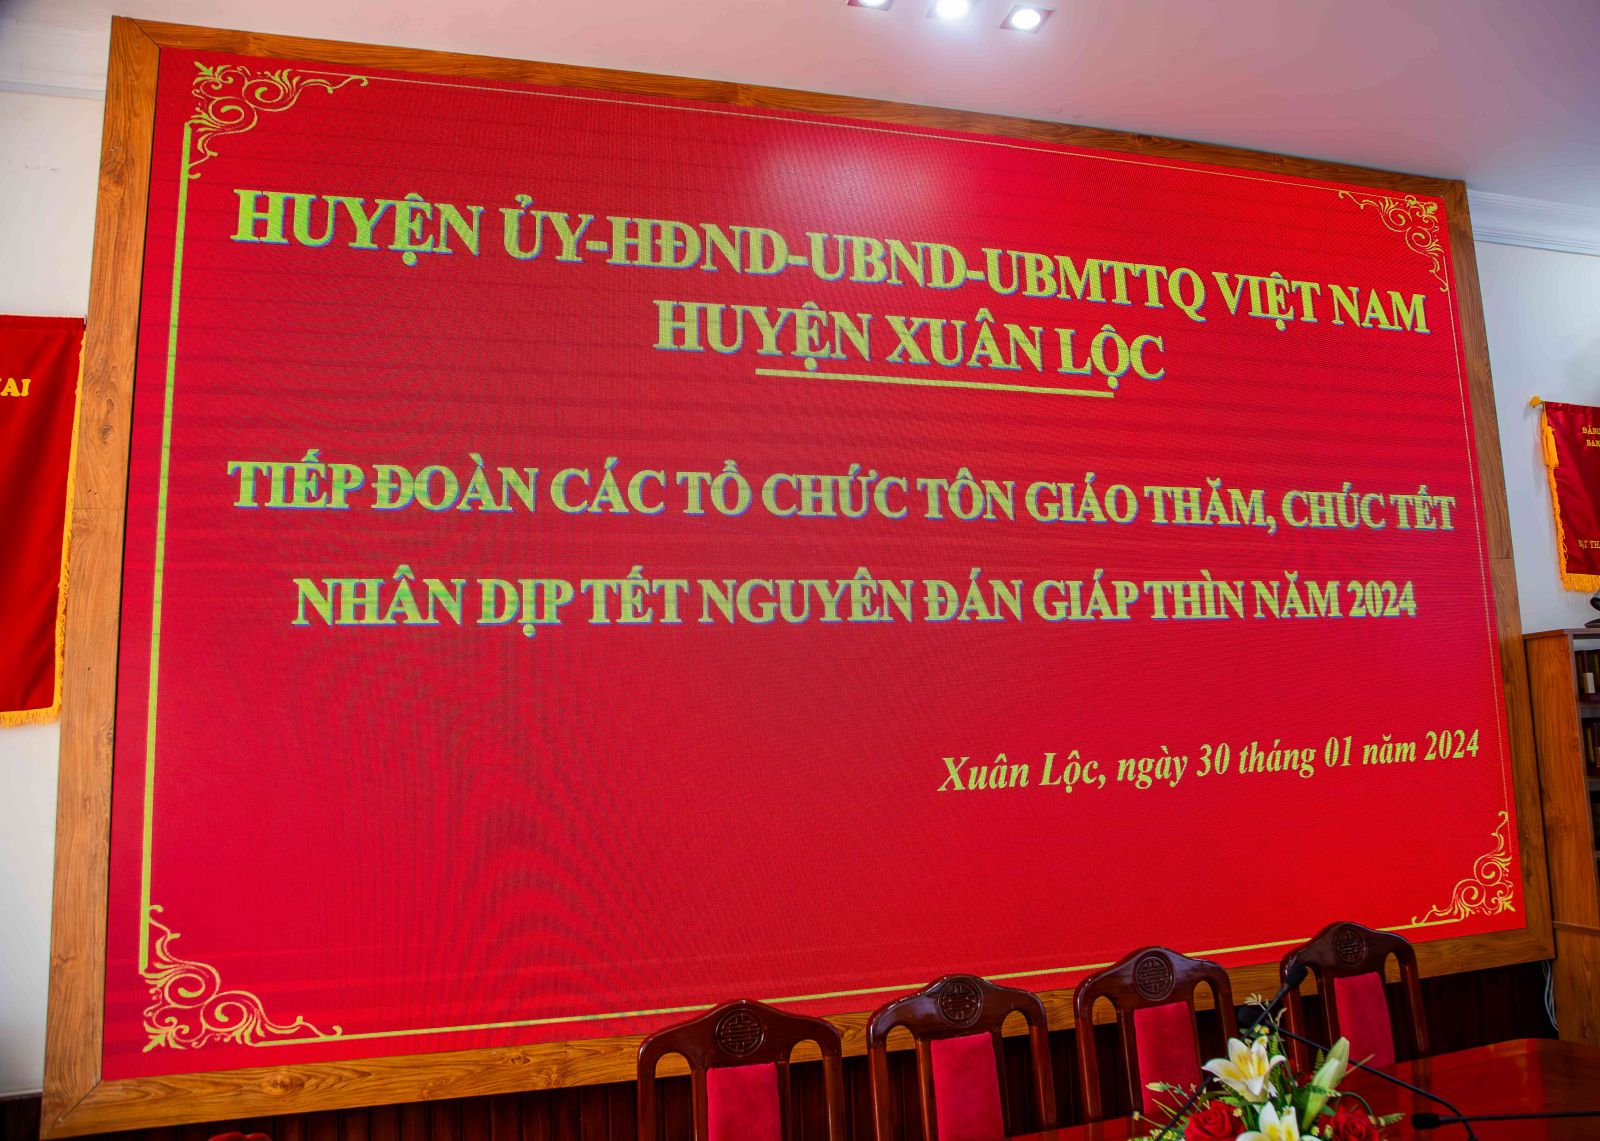 HUYỆN ỦY-HĐND-UBND-UBMTTQ VIỆT NAM
HUYỆN XUÂN LỘC
TIẾP ĐOÀN CÁC TỔ CHỨC TÔN GIÁO THĂM, CHÚC TẾT
NHÂN DỊP TẾT NGUYÊN ĐÁN GIÁP THÌN NĂM 2024
Xuân Lộc, ngày 30 tháng 01 năm 2024